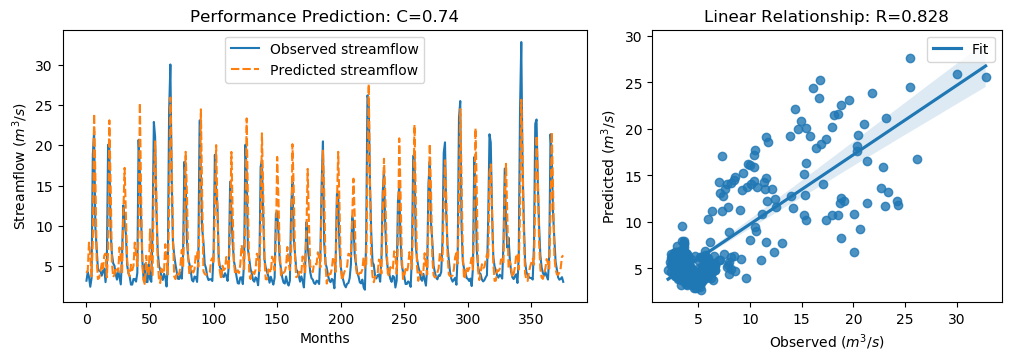 Performance Prediction: C=0.74
Observed streamflow
Predicted streamflow
30
25
20
15
10
5
Streamflow (m³/s)
0
50
100
150
200
250
300
350
Months
Linear Relationship: R=0.828
Fit
30
25
20
15
10
5
Predicted (m³/s)
5
10
15
20
25
30
Observed (m³/s)